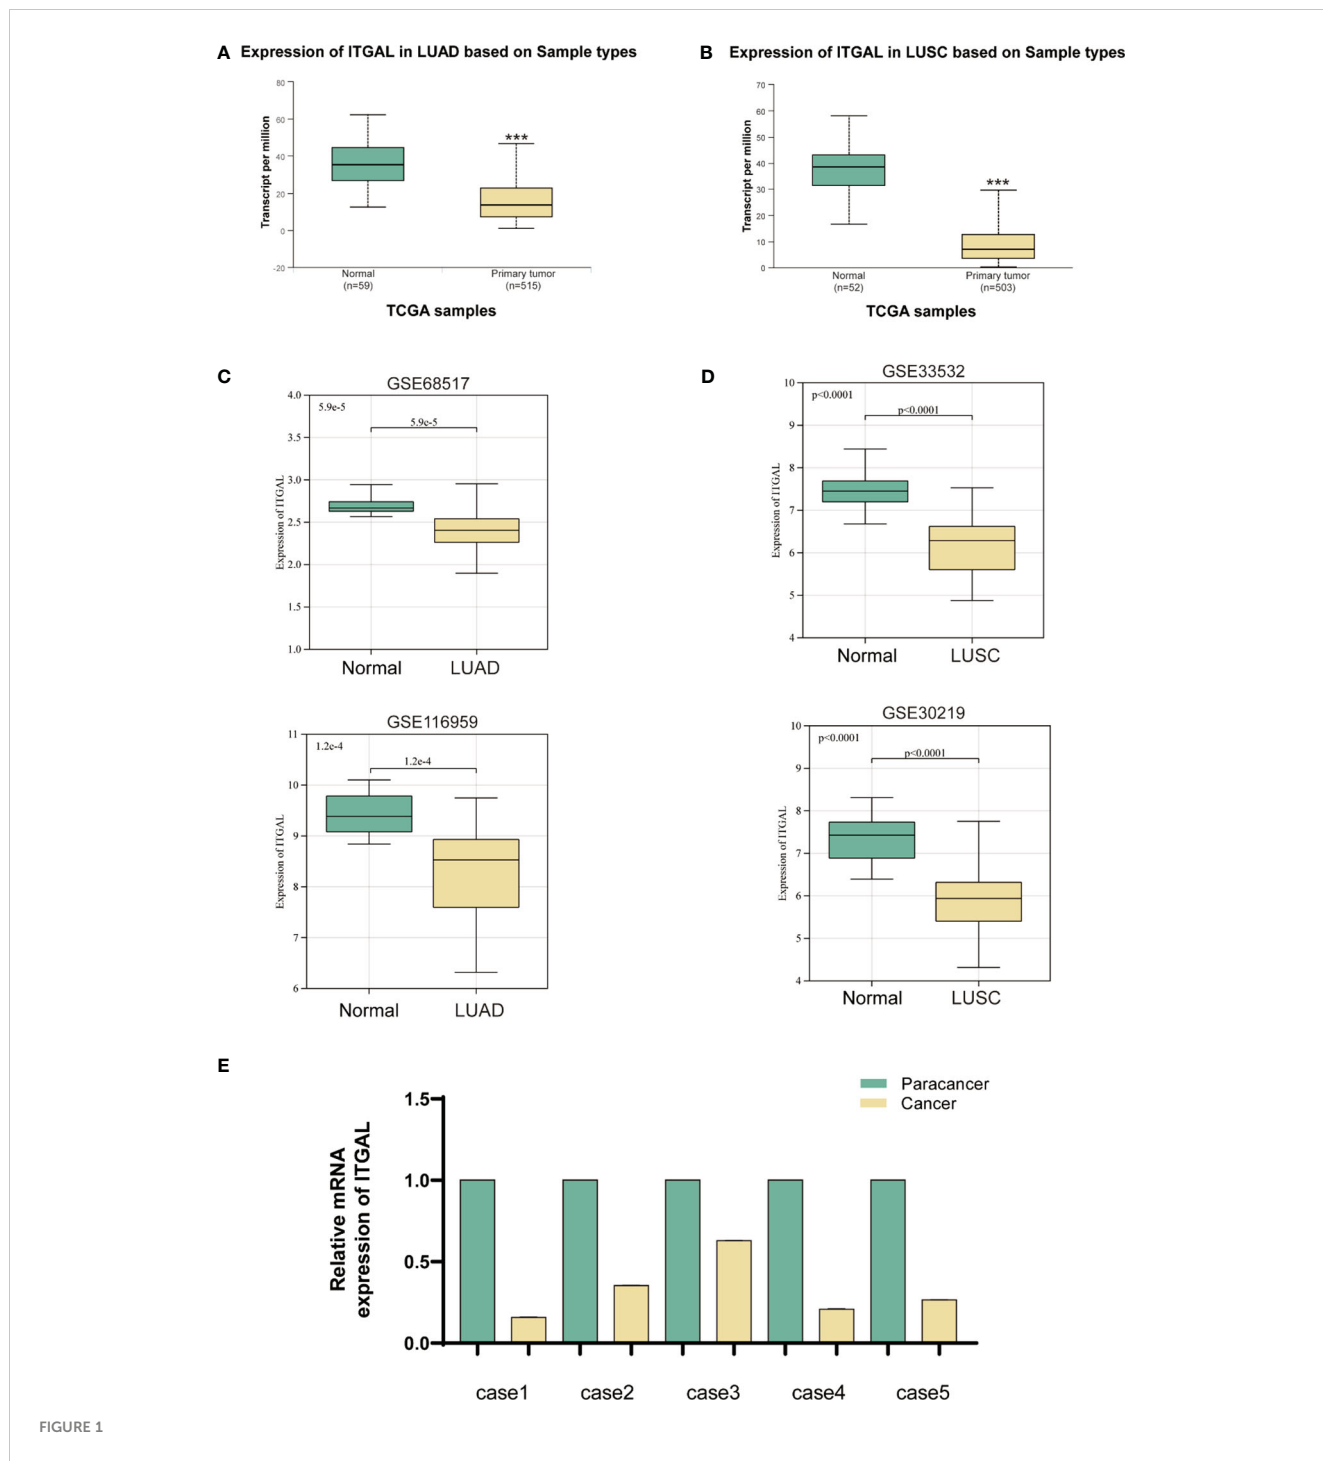 A Expression of ITGAL in LUAD based on Sample types
80
60
40
20
0
-20
Transcript per million
***
Normal
(n=59)
Primary tumor
(n=515)
TCGA samples
B Expression of ITGAL in LUSC based on Sample types
70
60
50
40
30
20
10
0
Transcript per million
***
Normal
(n=52)
Primary tumor
(n=503)
TCGA samples
C
GSE68517
4.0
3.5
3.0
2.5
2.0
1.5
1.0
Expression of ITGAL
5.9e-5
5.9e-5
Normal
LUAD
GSE116959
11
10
9
8
7
6
Expression of ITGAL
1.2e-4
1.2e-4
Normal
LUAD
D
GSE33532
10
9
8
7
6
5
4
Expression of ITGAL
p<0.0001
p<0.0001
Normal
LUSC
GSE30219
10
9
8
7
6
5
4
Expression of ITGAL
p<0.0001
p<0.0001
Normal
LUSC
E
Paracancer
Cancer
1.5
1.0
0.5
0.0
Relative mRNA
expression of ITGAL
case1
case2
case3
case4
case5
FIGURE 1